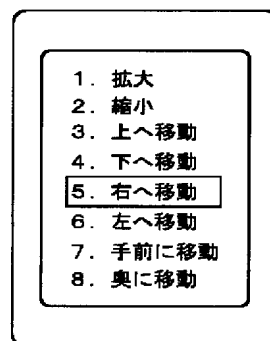 1. 拡大
2. 縮小
3. 上へ移動
4. 下へ移動
5. 右へ移動
6. 左へ移動
7. 手前に移動
8. 奥に移動